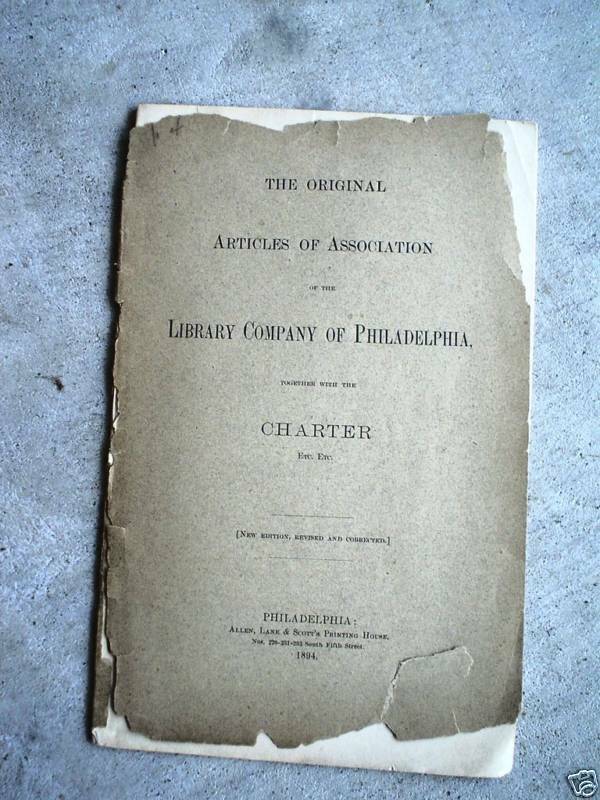 THE ORIGINAL
ARTICLES OF ASSOCIATION
OF THE
LIBRARY COMPANY OF PHILADELPHIA,
TOGETHER WITH THE
CHARTER
ETC. ETC.
[NEW EDITION, REVISED AND CORRECTED.]
PHILADELPHIA:
ALLEN, LANE & SCOTT'S PRINTING HOUSE,
Nos. South Fifth Street.
1894.